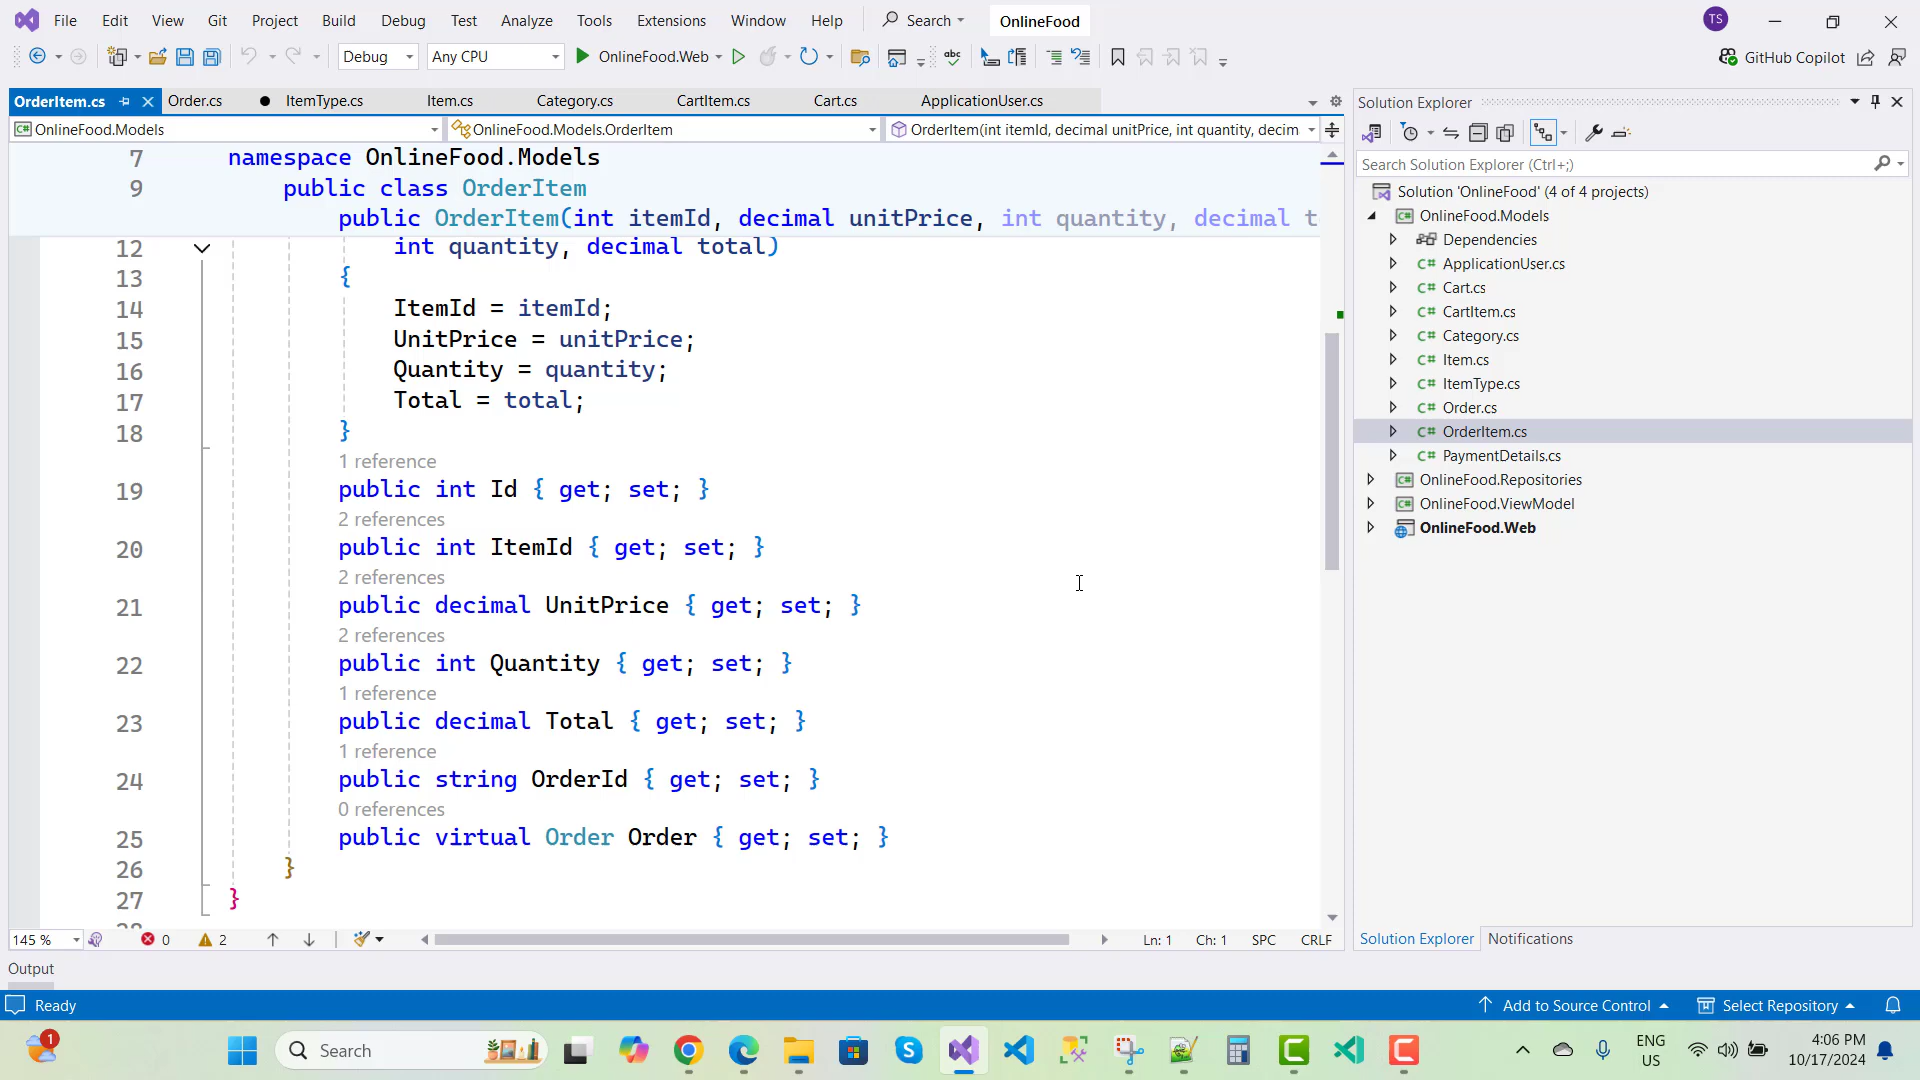 File Edit View Git Project Build Debug Test Analyze Tools Extensions Window Help Search OnlineFood TS
Debug Any CPU OnlineFood.Web abc GitHub Copilot
OrderItem.cs Order.cs ItemType.cs Item.cs Category.cs CartItem.cs Cart.cs ApplicationUser.cs
OnlineFood.Models OnlineFood.Models.OrderItem OrderItem(int itemId, decimal unitPrice, int quantity, decim
7 namespace OnlineFood.Models
9 public class OrderItem
public OrderItem(int itemId, decimal unitPrice, int quantity, decimal t
12 int quantity, decimal total)
13 {
14 ItemId = itemId;
15 UnitPrice = unitPrice;
16 Quantity = quantity;
17 Total = total;
18 }
1 reference
19 public int Id { get; set; }
2 references
20 public int ItemId { get; set; }
2 references
21 public decimal UnitPrice { get; set; }
2 references
22 public int Quantity { get; set; }
1 reference
23 public decimal Total { get; set; }
1 reference
24 public string OrderId { get; set; }
0 references
25 public virtual Order Order { get; set; }
26 }
27 }
145 % 0 2 Ln: 1 Ch: 1 SPC CRLF
Solution Explorer
Search Solution Explorer (Ctrl+;)
Solution 'OnlineFood' (4 of 4 projects)
C# OnlineFood.Models
Dependencies
C# ApplicationUser.cs
C# Cart.cs
C# CartItem.cs
C# Category.cs
C# Item.cs
C# ItemType.cs
C# Order.cs
C# OrderItem.cs
C# PaymentDetails.cs
C# OnlineFood.Repositories
C# OnlineFood.ViewModel
OnlineFood.Web
Solution Explorer Notifications
Output
Ready Add to Source Control Select Repository
1 Search ENG US 4:06 PM 10/17/2024